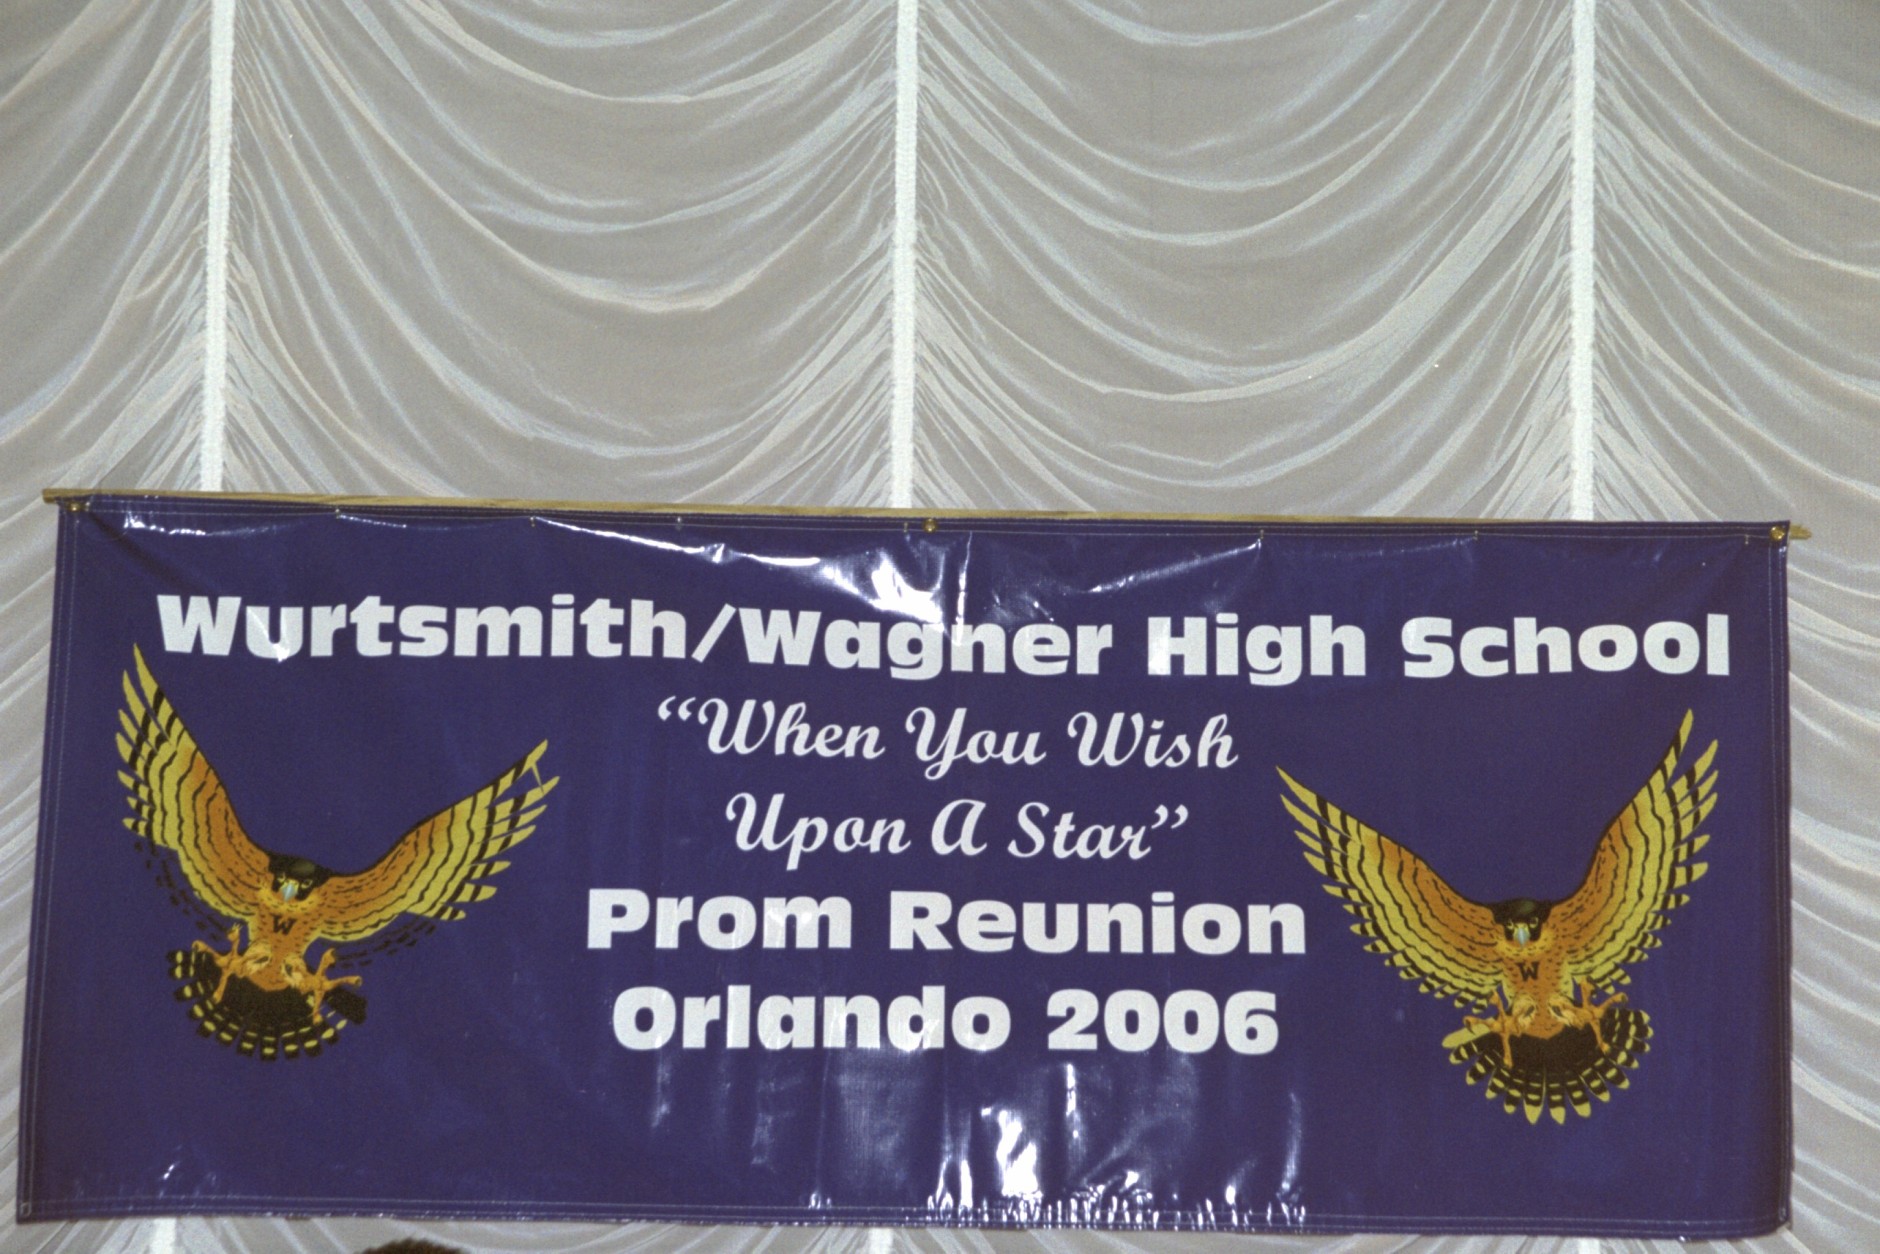 Wurtsmith/Wagner High School
“When You Wish
Upon A Star”
Prom Reunion
Orlando 2006
W
W